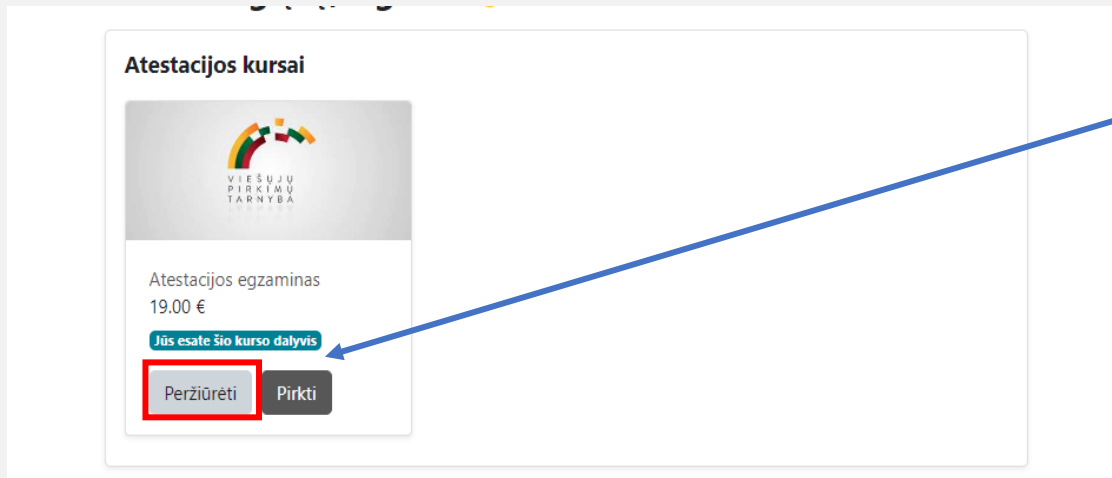 Atestacijos kursai
VIEŠŲJŲ
PIRKIMŲ
TARNYBA
Atestacijos egzaminas
19.00 €
Jūs esate šio kurso dalyvis
Peržiūrėti
Pirkti